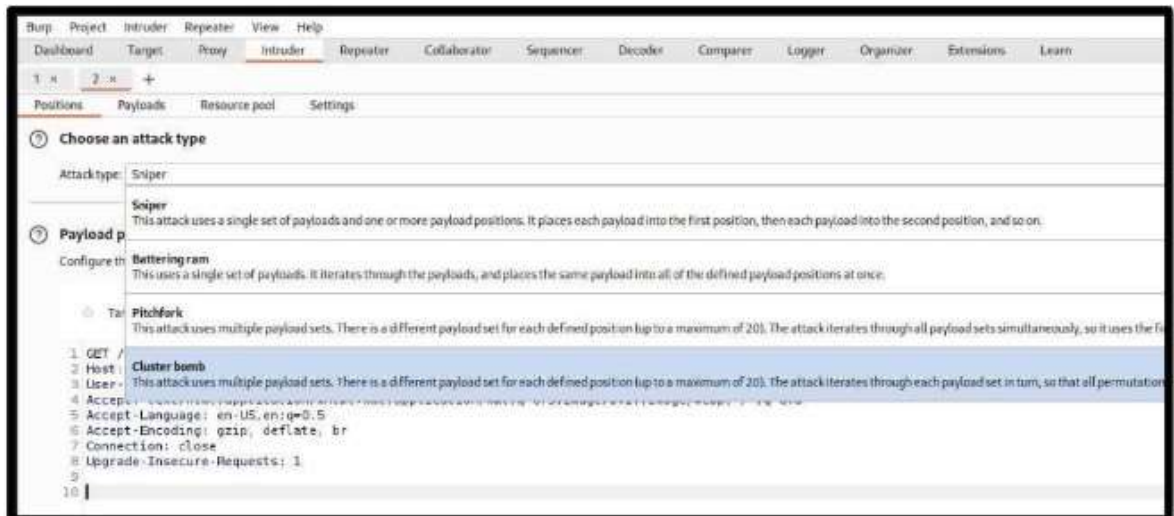 Burp Project Intruder Repeater View Help
Dashboard Target Proxy Intruder Repeater Collaborator Sequencer Decoder Comparer Logger Organizer Extensions Learn
1 × 2 × +
Positions Payloads Resource pool Settings
Choose an attack type
Attack type: Sniper
Sniper
This attack uses a single set of payloads and one or more payload positions. It places each payload into the first position, then each payload into the second position, and so on.
Payload p
Configure th
Battering ram
This uses a single set of payloads. It iterates through the payloads, and places the same payload into all of the defined payload positions at once.
Ta
Pitchfork
This attack uses multiple payload sets. There is a different payload set for each defined position (up to a maximum of 20). The attack iterates through all payload sets simultaneously, so it uses the fi
Cluster bomb
This attack uses multiple payload sets. There is a different payload set for each defined position (up to a maximum of 20). The attack iterates through each payload set in turn, so that all permutation
1 GET /
2 Host:
3 User-
4 Accept:
5 Accept-Language: en-US,en;q=0.5
6 Accept-Encoding: gzip, deflate, br
7 Connection: close
8 Upgrade-Insecure-Requests: 1
9
10